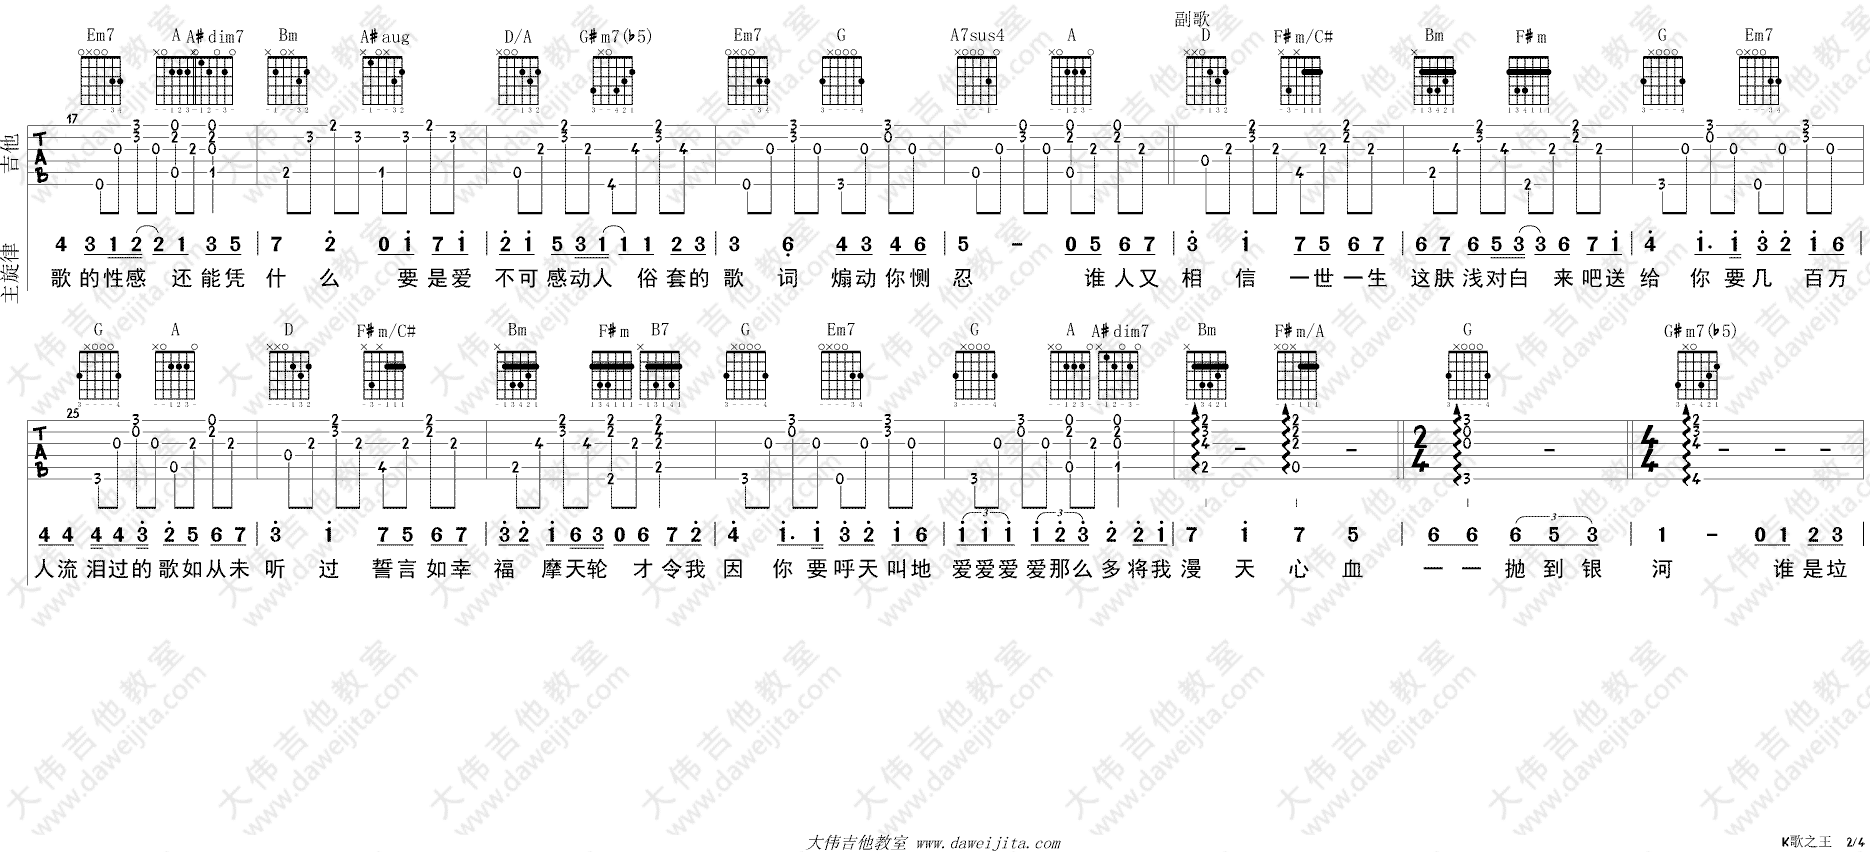 副歌
Em7 A A#dim7 Bm A#aug D/A G#m7(b5) Em7 G A7sus4 A D F#m/C# Bm F#m G Em7
17
吉他
主旋律
4 3 1 2 2 1 3 5 7 2 0 1 7 1 2 1 5 3 1 1 1 2 3 3 6 4 3 4 6 5 - 0 5 6 7 3 1 7 5 6 7 6 7 6 5 3 3 6 7 1 4 1. 1 3 2 1 6
歌的性感 还能凭 什么 要是爱 不可感动人 俗套的 歌词 煽动你恻 忍 谁人又 相信 一世一生 这肤浅对白 来吧送 给 你要几 百万
G A D F#m/C# Bm F#m B7 G Em7 G A A#dim7 Bm F#m/A G G#m7(b5)
25
4 4 4 4 3 2 5 6 7 3 1 7 5 6 7 3 2 1 6 3 0 6 7 2 4 1. 1 3 2 1 6 1 1 1 1 2 3 2 2 1 7 1 7 5 6 6 6 5 3 1 - 0 1 2 3
人流泪过的歌如从未 听过 誓言如幸 福 摩天轮 才令我 因 你要呼天叫地 爱爱爱 爱那么多将我 漫天心血 一一抛到银 河 谁是垃
大伟吉他教室 www.daweijita.com
K歌之王 2/4